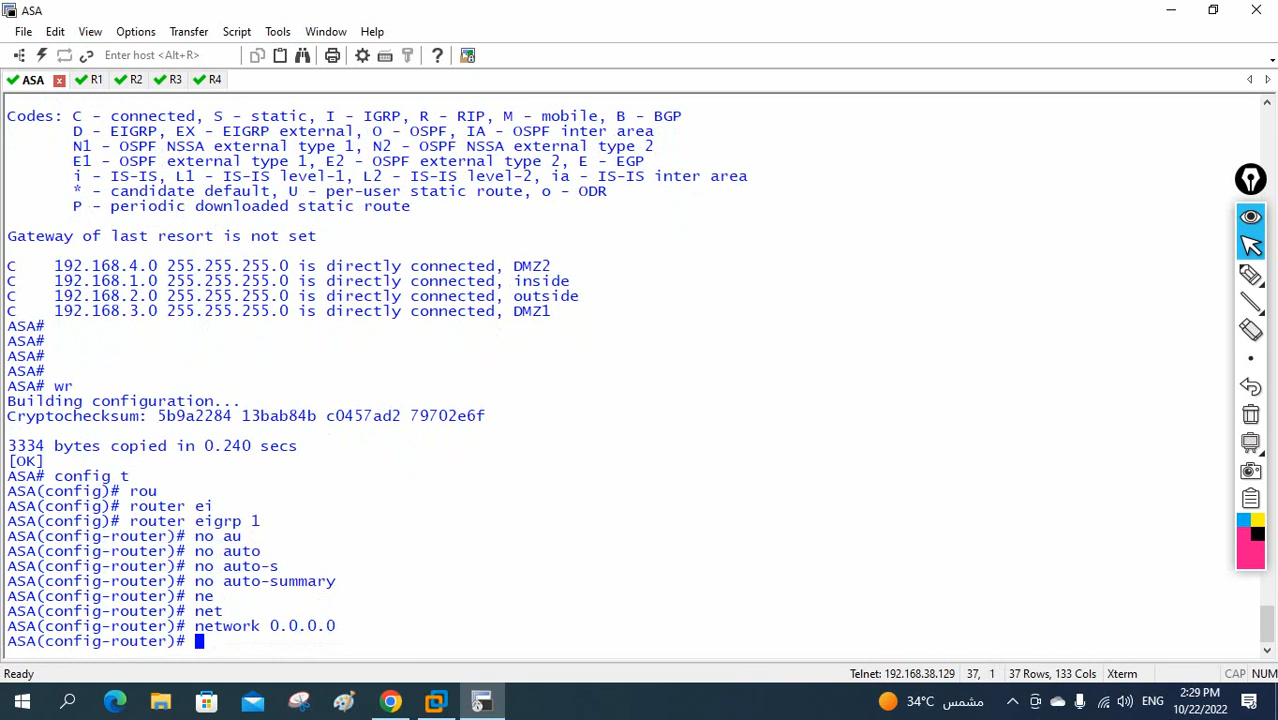 ASA
File Edit View Options Transfer Script Tools Window Help
Enter host <Alt+R>
ASA R1 R2 R3 R4
Codes: C - connected, S - static, I - IGRP, R - RIP, M - mobile, B - BGP
D - EIGRP, EX - EIGRP external, O - OSPF, IA - OSPF inter area
N1 - OSPF NSSA external type 1, N2 - OSPF NSSA external type 2
E1 - OSPF external type 1, E2 - OSPF external type 2, E - EGP
i - IS-IS, L1 - IS-IS level-1, L2 - IS-IS level-2, ia - IS-IS inter area
* - candidate default, U - per-user static route, o - ODR
P - periodic downloaded static route
Gateway of last resort is not set
C 192.168.4.0 255.255.255.0 is directly connected, DMZ2
C 192.168.1.0 255.255.255.0 is directly connected, inside
C 192.168.2.0 255.255.255.0 is directly connected, outside
C 192.168.3.0 255.255.255.0 is directly connected, DMZ1
ASA#
ASA#
ASA#
ASA#
ASA# wr
Building configuration...
Cryptochecksum: 5b9a2284 13bab84b c0457ad2 79702e6f
3334 bytes copied in 0.240 secs
[OK]
ASA# config t
ASA(config)# rou
ASA(config)# router ei
ASA(config)# router eigrp 1
ASA(config-router)# no au
ASA(config-router)# no auto
ASA(config-router)# no auto-s
ASA(config-router)# no auto-summary
ASA(config-router)# ne
ASA(config-router)# net
ASA(config-router)# network 0.0.0.0
ASA(config-router)#
Ready Telnet: 192.168.38.129 37, 1 37 Rows, 133 Cols Xterm CAP NUM
34°C مشمس ENG 2:29 PM
10/22/2022